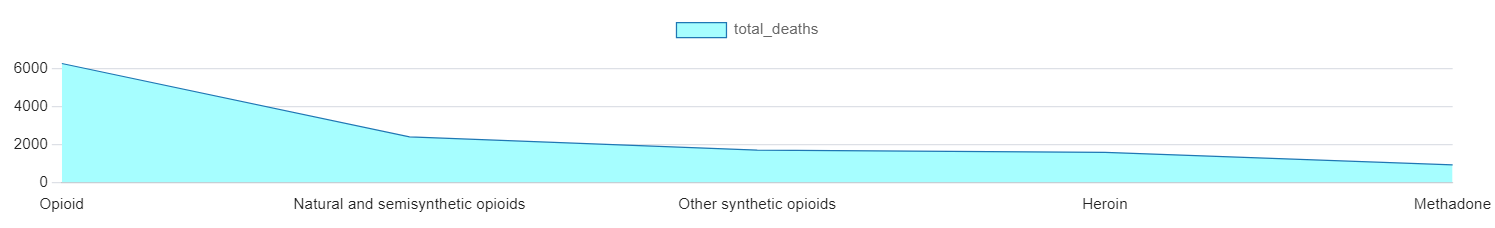 total_deaths
6000
4000
2000
0
Opioid Natural and semisynthetic opioids Other synthetic opioids Heroin Methadone